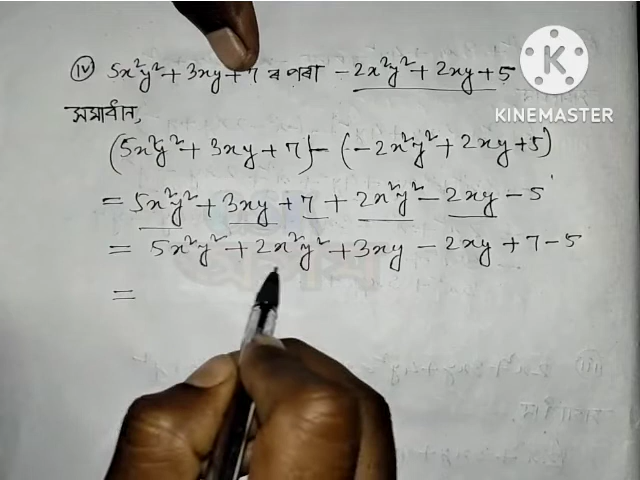 (iv) 5x²y² + 3xy + 7 ৰ পৰা -2x²y² + 2xy + 5
সমাধান,
(5x²y² + 3xy + 7) - (-2x²y² + 2xy + 5)
= 5x²y² + 3xy + 7 + 2x²y² - 2xy - 5
= 5x²y² + 2x²y² + 3xy - 2xy + 7 - 5
=
KINEMASTER